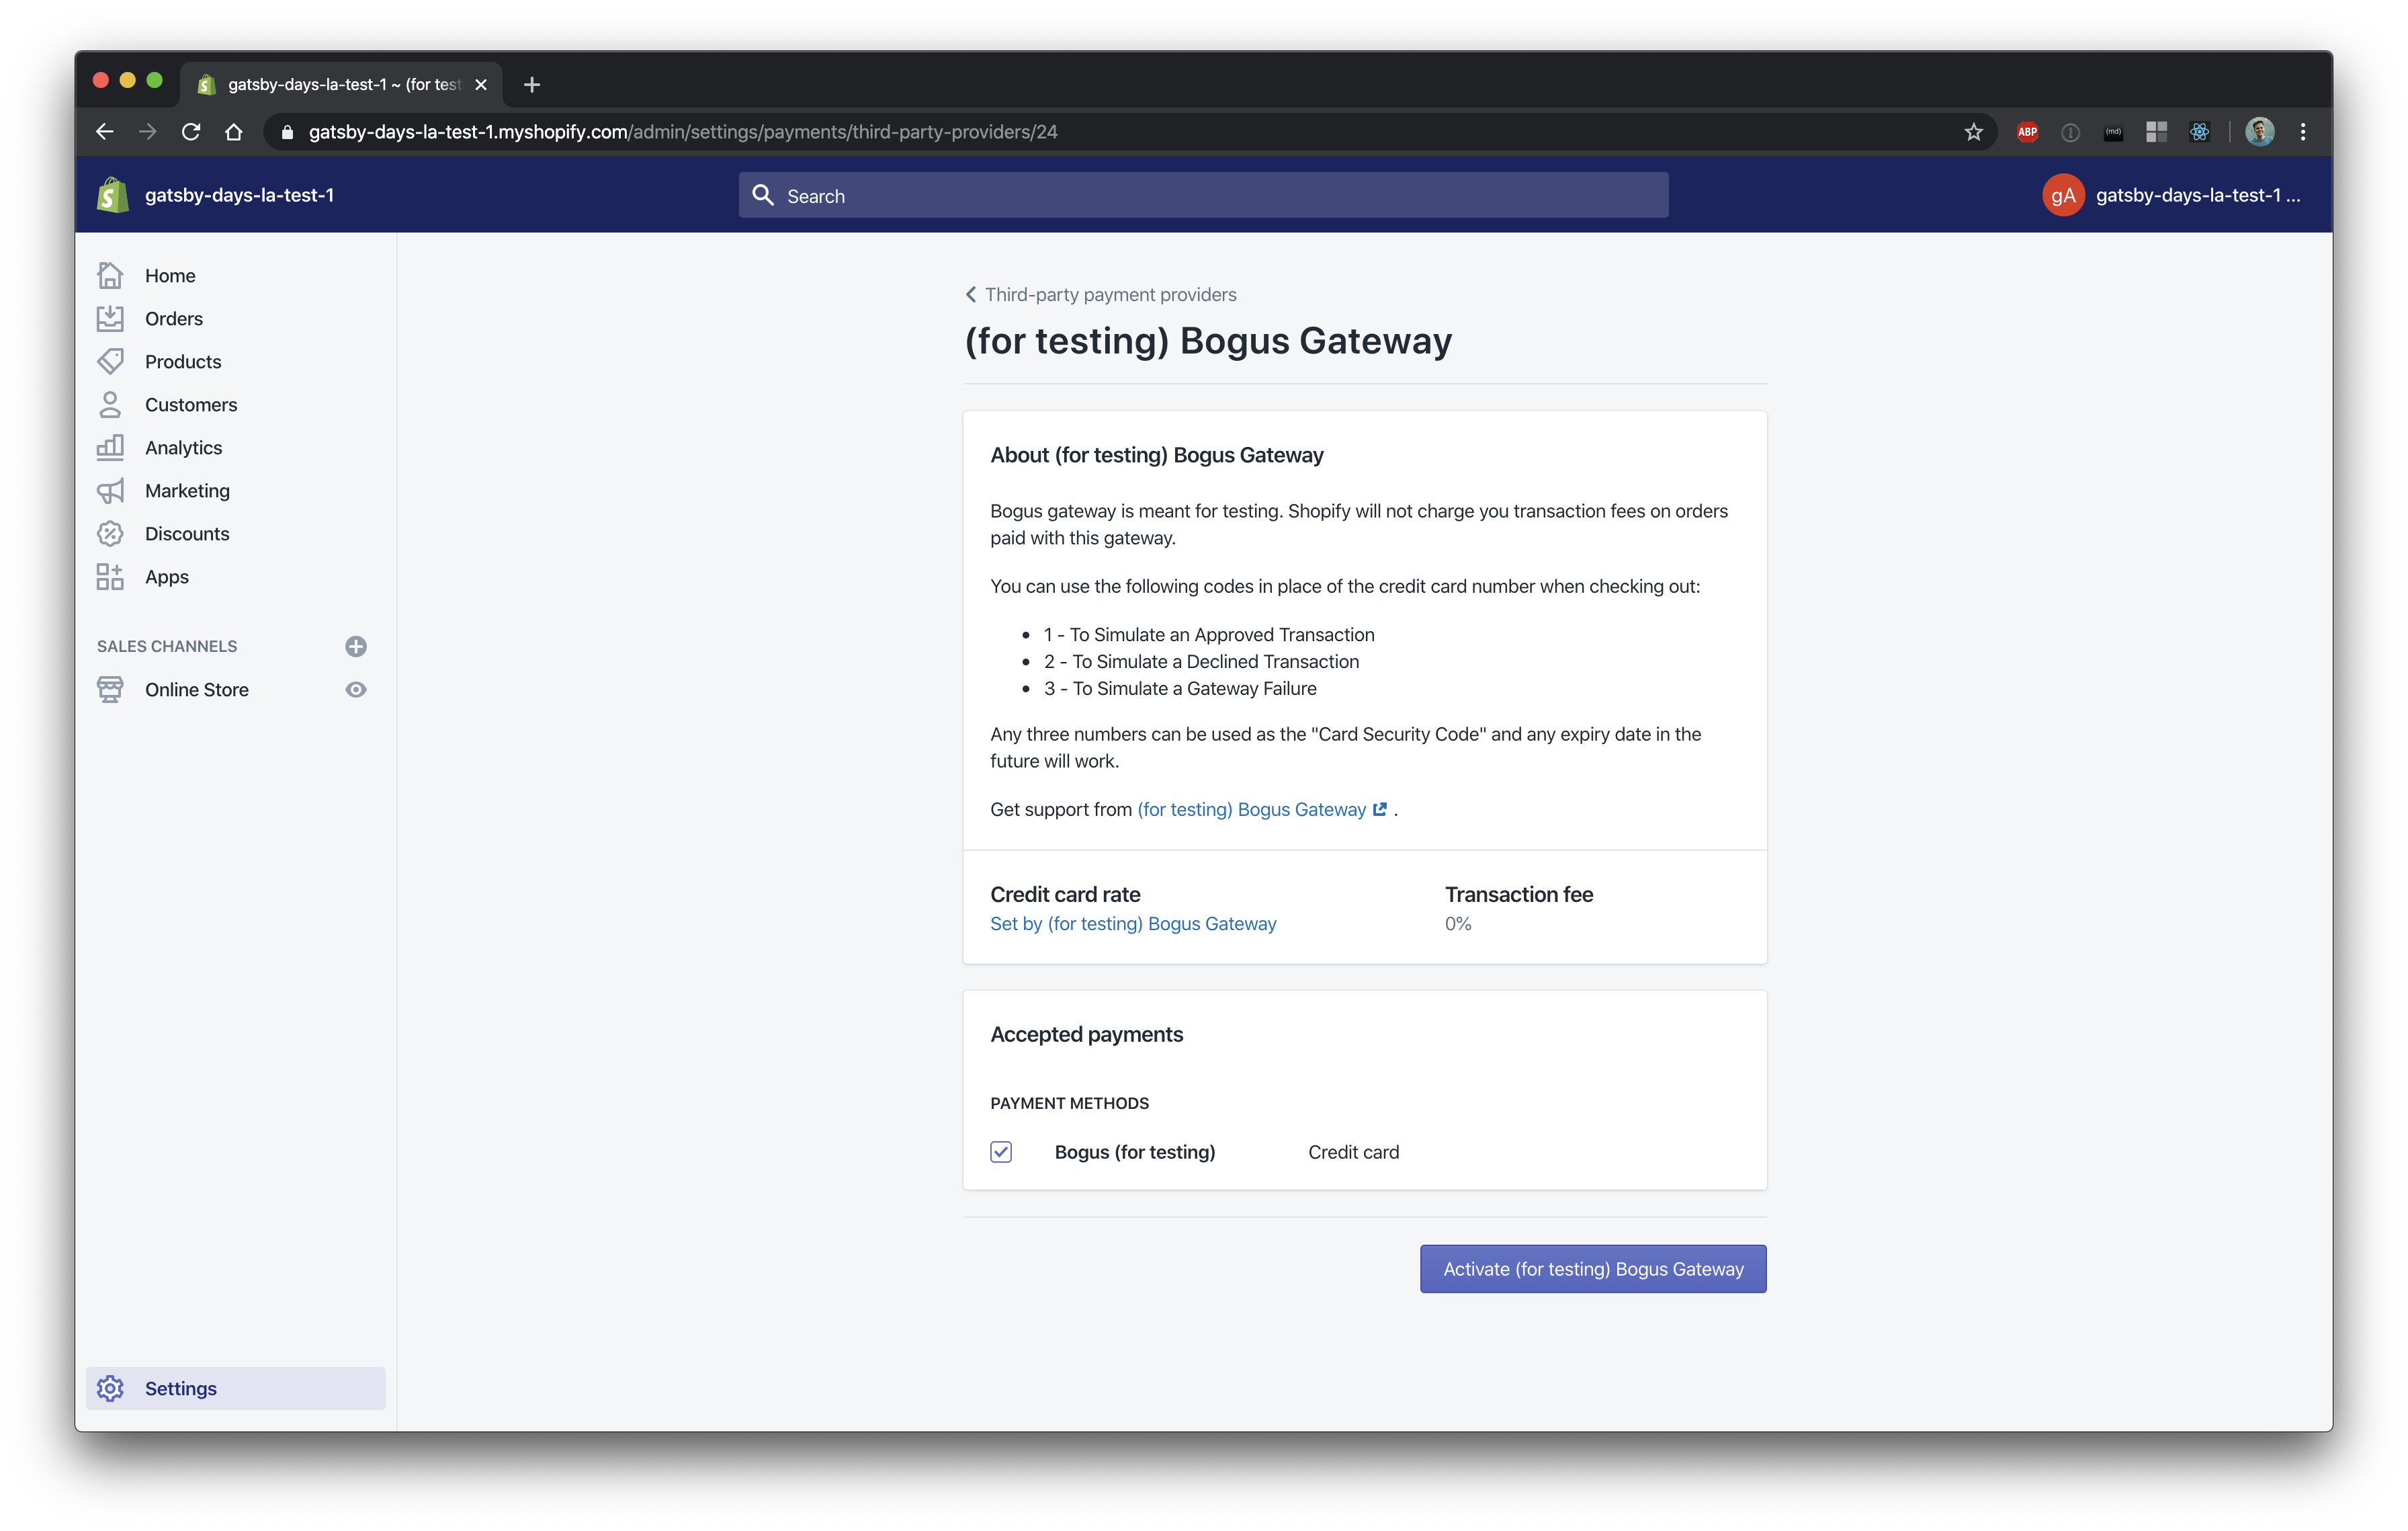 gatsby-days-la-test-1 ~ (for test
gatsby-days-la-test-1.myshopify.com/admin/settings/payments/third-party-providers/24
ABP
(md)
gatsby-days-la-test-1
Search
gA
gatsby-days-la-test-1 ...
Home
Orders
Products
Customers
Analytics
Marketing
Discounts
Apps
SALES CHANNELS
Online Store
Settings
Third-party payment providers
(for testing) Bogus Gateway
About (for testing) Bogus Gateway
Bogus gateway is meant for testing. Shopify will not charge you transaction fees on orders
paid with this gateway.
You can use the following codes in place of the credit card number when checking out:
• 1 - To Simulate an Approved Transaction
• 2 - To Simulate a Declined Transaction
• 3 - To Simulate a Gateway Failure
Any three numbers can be used as the "Card Security Code" and any expiry date in the
future will work.
Get support from (for testing) Bogus Gateway .
Credit card rate
Set by (for testing) Bogus Gateway
Transaction fee
0%
Accepted payments
PAYMENT METHODS
Bogus (for testing)
Credit card
Activate (for testing) Bogus Gateway